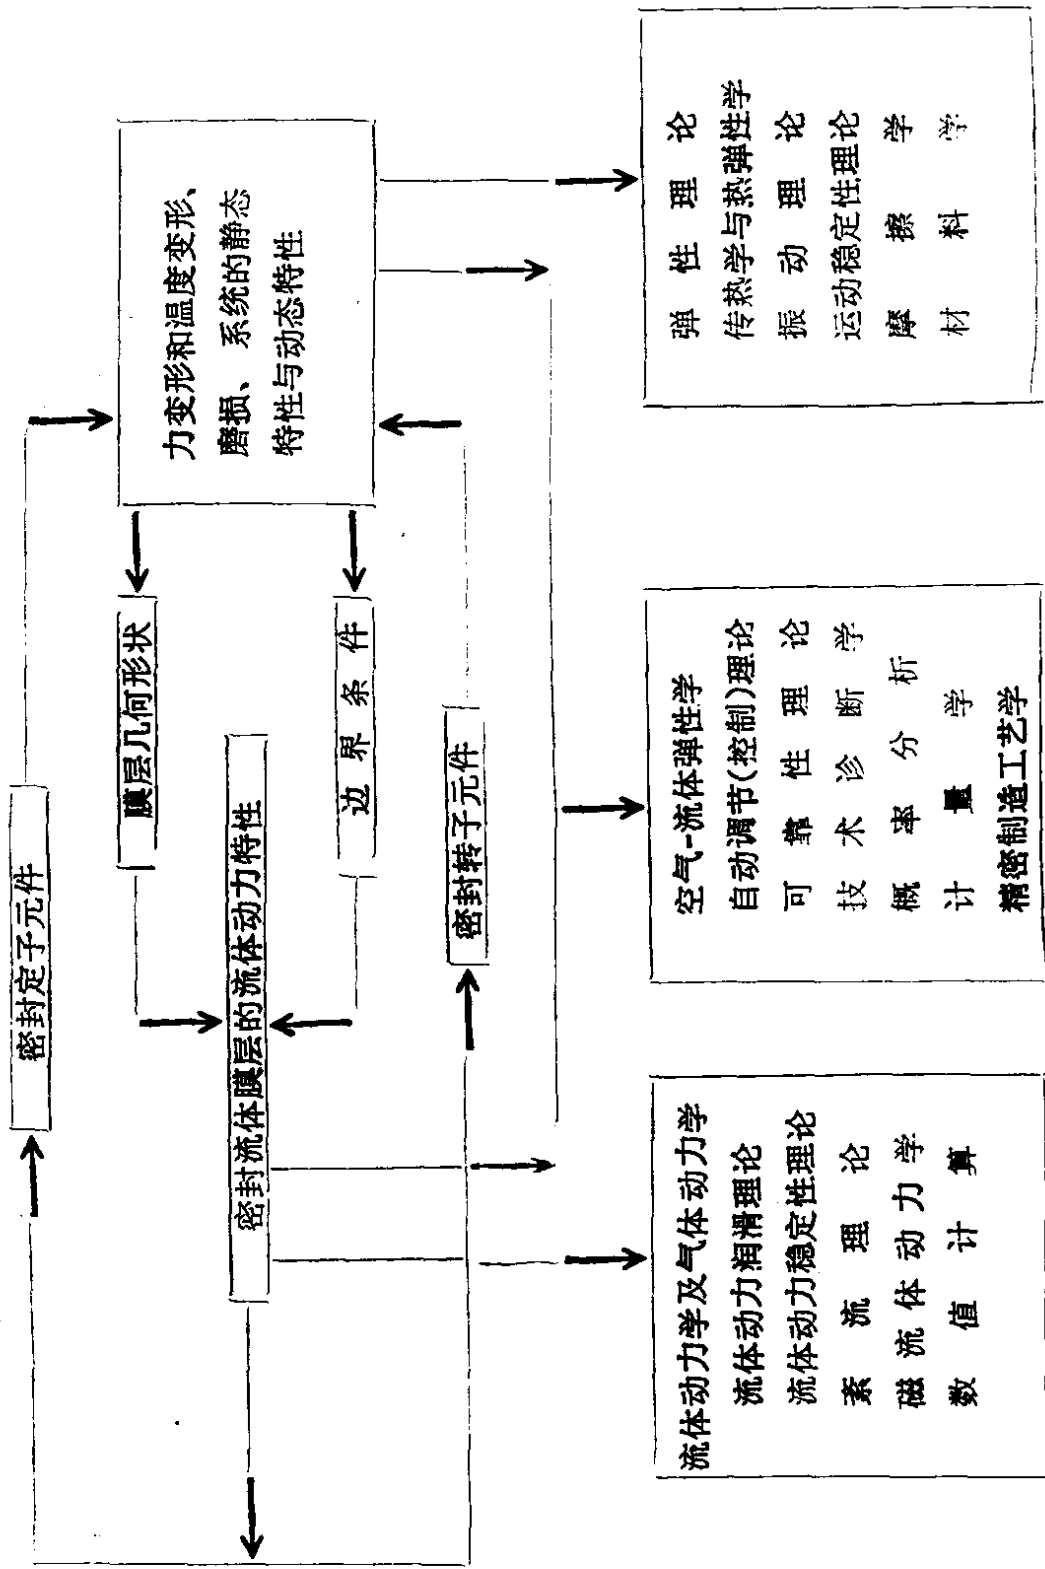 密封定子元件
膜层几何形状
密封流体膜层的流体动力特性
边界条件
密封转子元件
力变形和温度变形、
磨损、系统的静态
特性与动态特性
流体动力学及气体动力学
流体动力润滑理论
流体动力稳定性理论
紊流理论
磁流体动力学
数值计算
空气-流体弹性学
自动调节(控制)理论
可靠性理论
技术诊断学
概率分析
计量学
精密制造工艺学
弹性理论
传热学与热弹性学
振动理论
运动稳定性理论
摩擦学
材料学